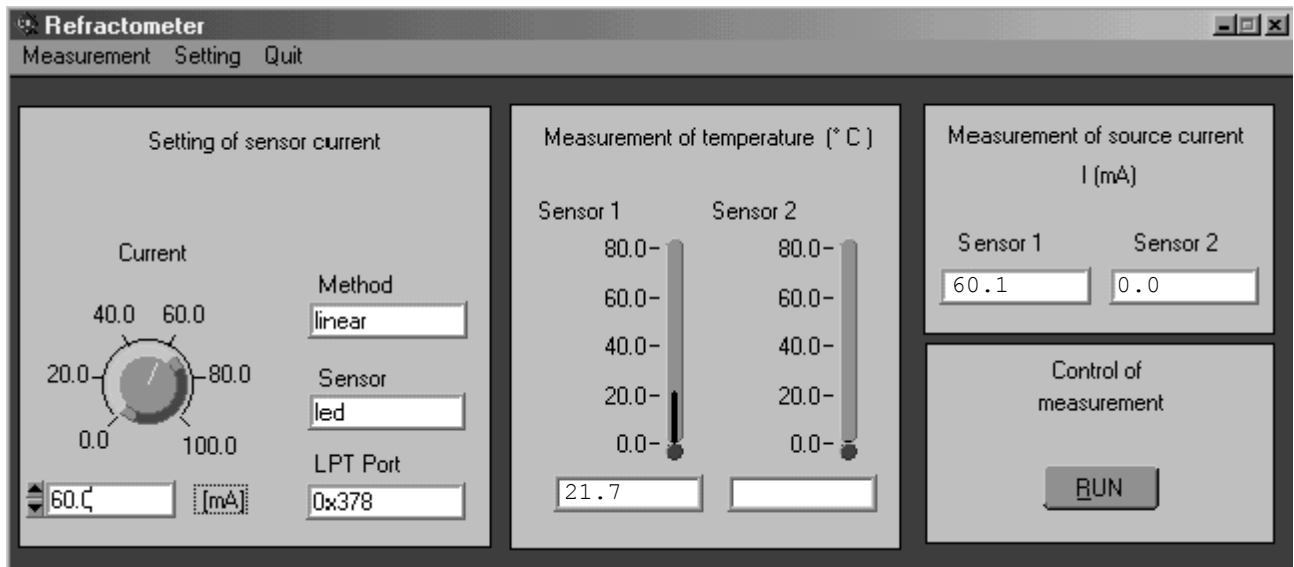 Refractometer
Measurement Setting Quit
Setting of sensor current
Current
40.0 60.0
20.0 80.0
0.0 100.0
60.0 [mA]
Method
linear
Sensor
led
LPT Port
0x378
Measurement of temperature (° C )
Sensor 1 Sensor 2
80.0 80.0
60.0 60.0
40.0 40.0
20.0 20.0
0.0 0.0
21.7
Measurement of source current
I (mA)
Sensor 1 Sensor 2
60.1 0.0
Control of
measurement
RUN